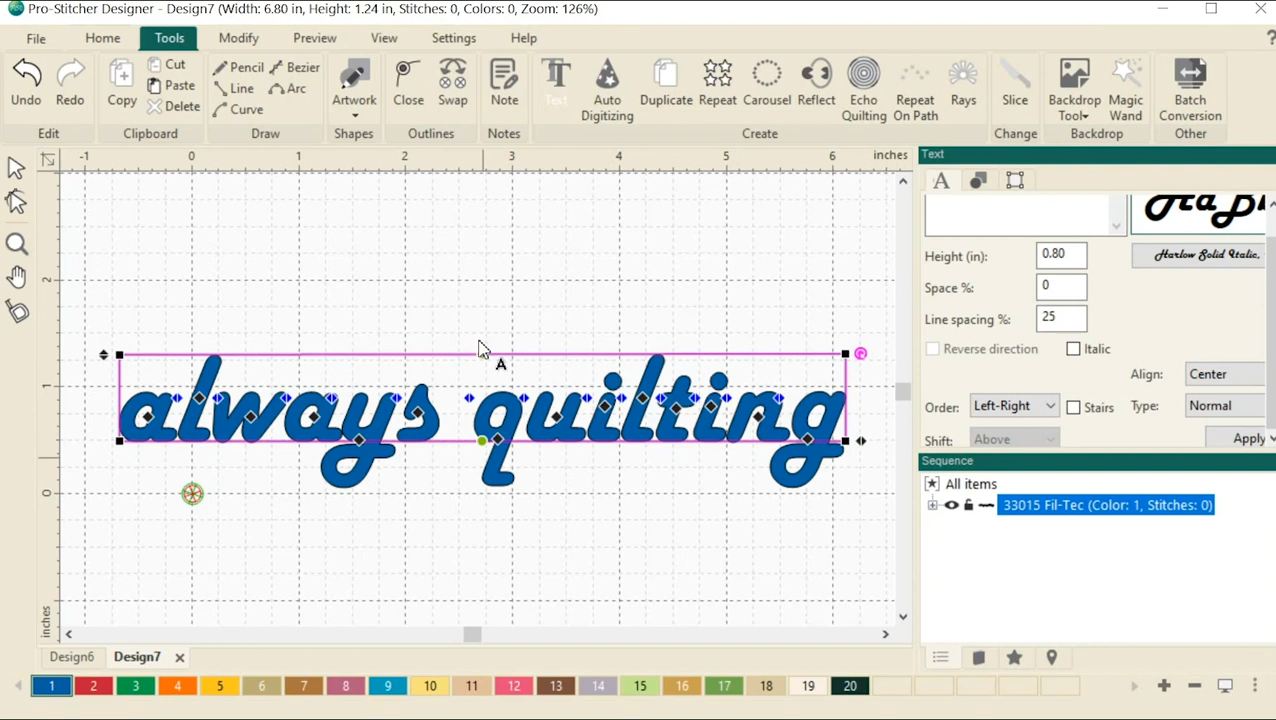 Pro-Stitcher Designer - Design7 (Width: 6.80 in, Height: 1.24 in, Stitches: 0, Colors: 0, Zoom: 126%)
File Home Tools Modify Preview View Settings Help ?
Undo Redo Copy Cut Paste Delete Pencil Bezier Line Arc Curve Artwork Close Swap Note Text Auto Digitizing Duplicate Repeat Carousel Reflect Echo Quilting Repeat On Path Rays Slice Backdrop Tool Magic Wand Batch Conversion
Edit Clipboard Draw Shapes Outlines Notes Create Change Backdrop Other
-1 0 1 2 3 4 5 6 inches
2
1
0
inches
always quilting
A
Text
A
Height (in): 0.80 Harlow Solid Italic,
Space %: 0
Line spacing %: 25
Reverse direction Italic
Align: Center
Order: Left-Right Stairs Type: Normal
Shift: Above Apply
Sequence
All items
33015 Fil-Tec (Color: 1, Stitches: 0)
Design6 Design7
1 2 3 4 5 6 7 8 9 10 11 12 13 14 15 16 17 18 19 20